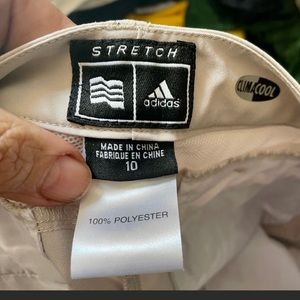 STRETCH
adidas
CLIMACOOL
MADE IN CHINA
FABRIQUE EN CHINE
10
100% POLYESTER